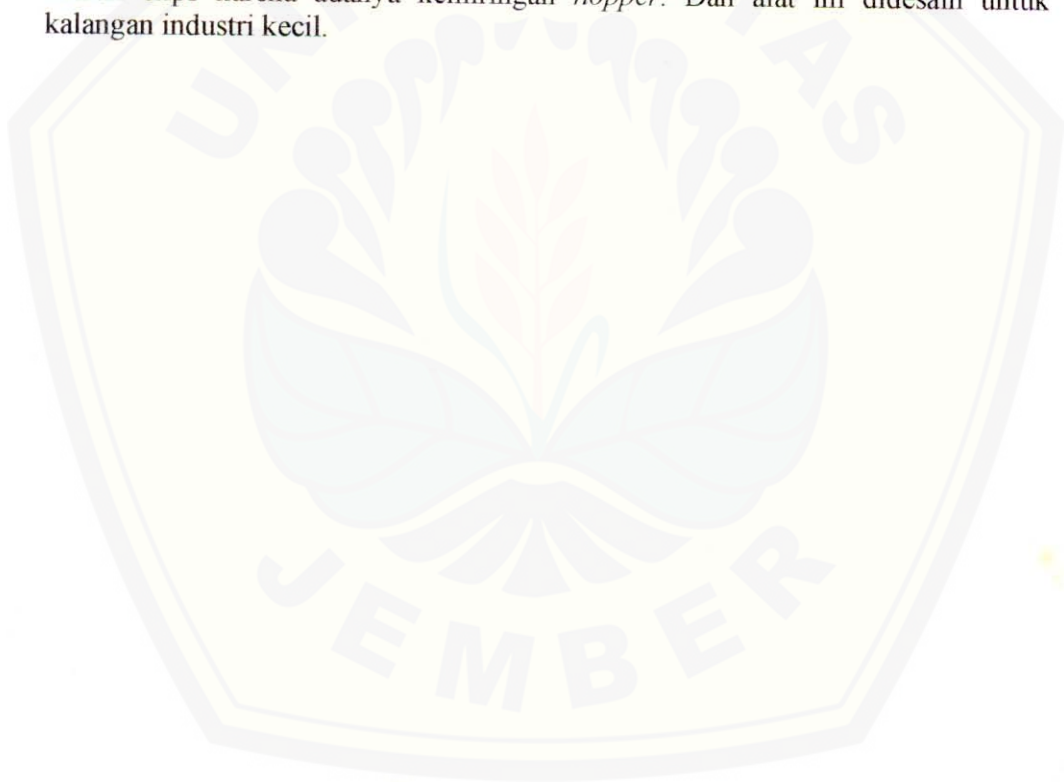 karena adanya kemiringan hopper. Dan alat ini didesain untuk
kalangan industri kecil.
JEMBER